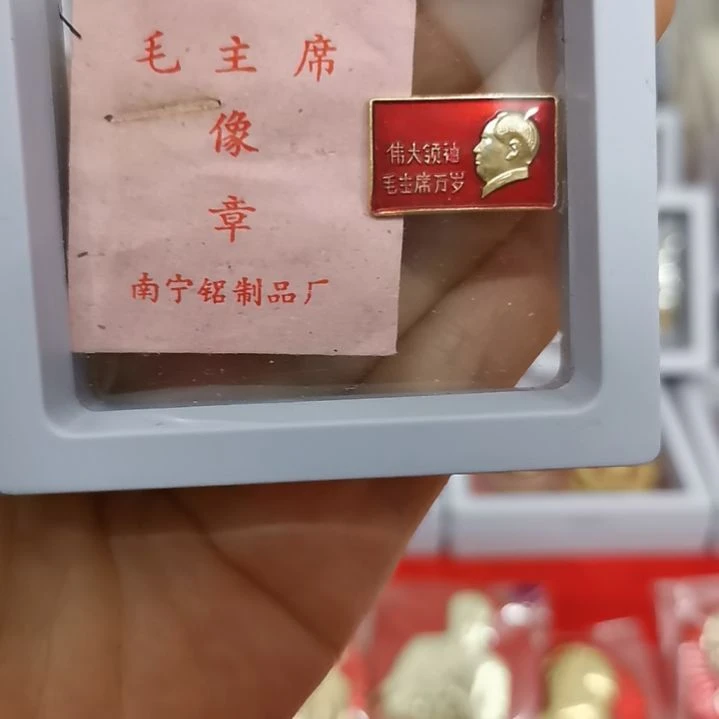 毛主席
像
章
南宁铝制品厂
伟大领袖
毛主席万岁